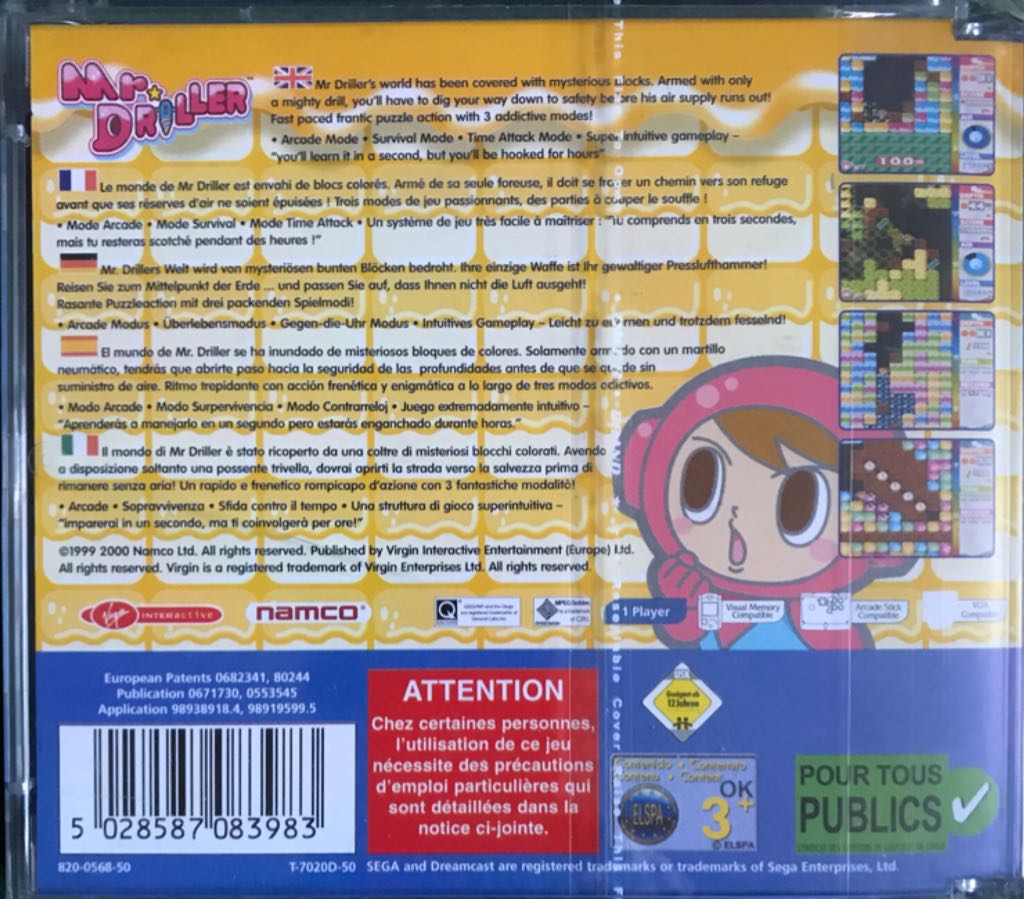 Mr. DRiLLER™
Mr Driller's world has been covered with mysterious blocks. Armed with only
a mighty drill, you'll have to dig your way down to safety before his air supply runs out!
Fast paced frantic puzzle action with 3 addictive modes!
• Arcade Mode • Survival Mode • Time Attack Mode • Super intuitive gameplay –
"you'll learn it in a second, but you'll be hooked for hours"
Le monde de Mr Driller est envahi de blocs colorés. Armé de sa seule foreuse, il doit se frayer un chemin vers son refuge
avant que ses réserves d'air ne soient épuisées ! Trois modes de jeu passionnants, des parties à couper le souffle !
• Mode Arcade • Mode Survival • Mode Time Attack • Un système de jeu très facile à maîtriser : "Tu comprends en trois secondes,
mais tu resteras scotché pendant des heures !"
Mr. Drillers Welt wird von mysteriösen bunten Blöcken bedroht. Ihre einzige Waffe ist Ihr gewaltiger Presslufthammer!
Reisen Sie zum Mittelpunkt der Erde ... und passen Sie auf, dass Ihnen nicht die Luft ausgeht!
Rasante Puzzleaction mit drei packenden Spielmodi!
• Arcade Modus • Überlebensmodus • Gegen-die-Uhr Modus • Intuitives Gameplay – Leicht zu erlernen und trotzdem fesselnd!
El mundo de Mr. Driller se ha inundado de misteriosos bloques de colores. Solamente armado con un martillo
neumático, tendrás que abrirte paso hacia la seguridad de las profundidades antes de que se quede sin
suministro de aire. Ritmo trepidante con acción frenética y enigmática a lo largo de tres modos adictivos.
• Modo Arcade • Modo Surpervivencia • Modo Contrarreloj • Juego extremadamente intuitivo –
"Aprenderás a manejarlo en un segundo pero estarás enganchado durante horas."
Il mondo di Mr Driller è stato ricoperto da una coltre di misteriosi blocchi colorati. Avendo
a disposizione soltanto una possente trivella, dovrai aprirti la strada verso la salvezza prima di
rimanere senza aria! Un rapido e frenetico rompicapo d'azione con 3 fantastiche modalità!
• Arcade • Sopravvivenza • Sfida contro il tempo • Una struttura di gioco superintuitiva –
"imparerai in un secondo, ma ti coinvolgerà per ore!"
©1999 2000 Namco Ltd. All rights reserved. Published by Virgin Interactive Entertainment (Europe) Ltd.
All rights reserved. Virgin is a registered trademark of Virgin Enterprises Ltd. All rights reserved.
Virgin INTERACTIVE
namco®
1 Player
Visual Memory
Compatible
Arcade Stick
Compatible
VGA
100m
European Patents 0682341, 80244
Publication 0671730, 0553545
Application 98938918.4, 98919599.5
5 028587 083983
ATTENTION
Chez certaines personnes,
l'utilisation de ce jeu
nécessite des précautions
d'emploi particulières qui
sont détaillées dans la
notice ci-jointe.
USK
Geeignet ab
12 Jahren
Contenido • Contenuto
Contenu • Content
ELSPA
3+
OK
© ELSPA
POUR TOUS
PUBLICS
820-0568-50
T-7020D-50
SEGA and Dreamcast are registered trademarks or trademarks of Sega Enterprises, Ltd.